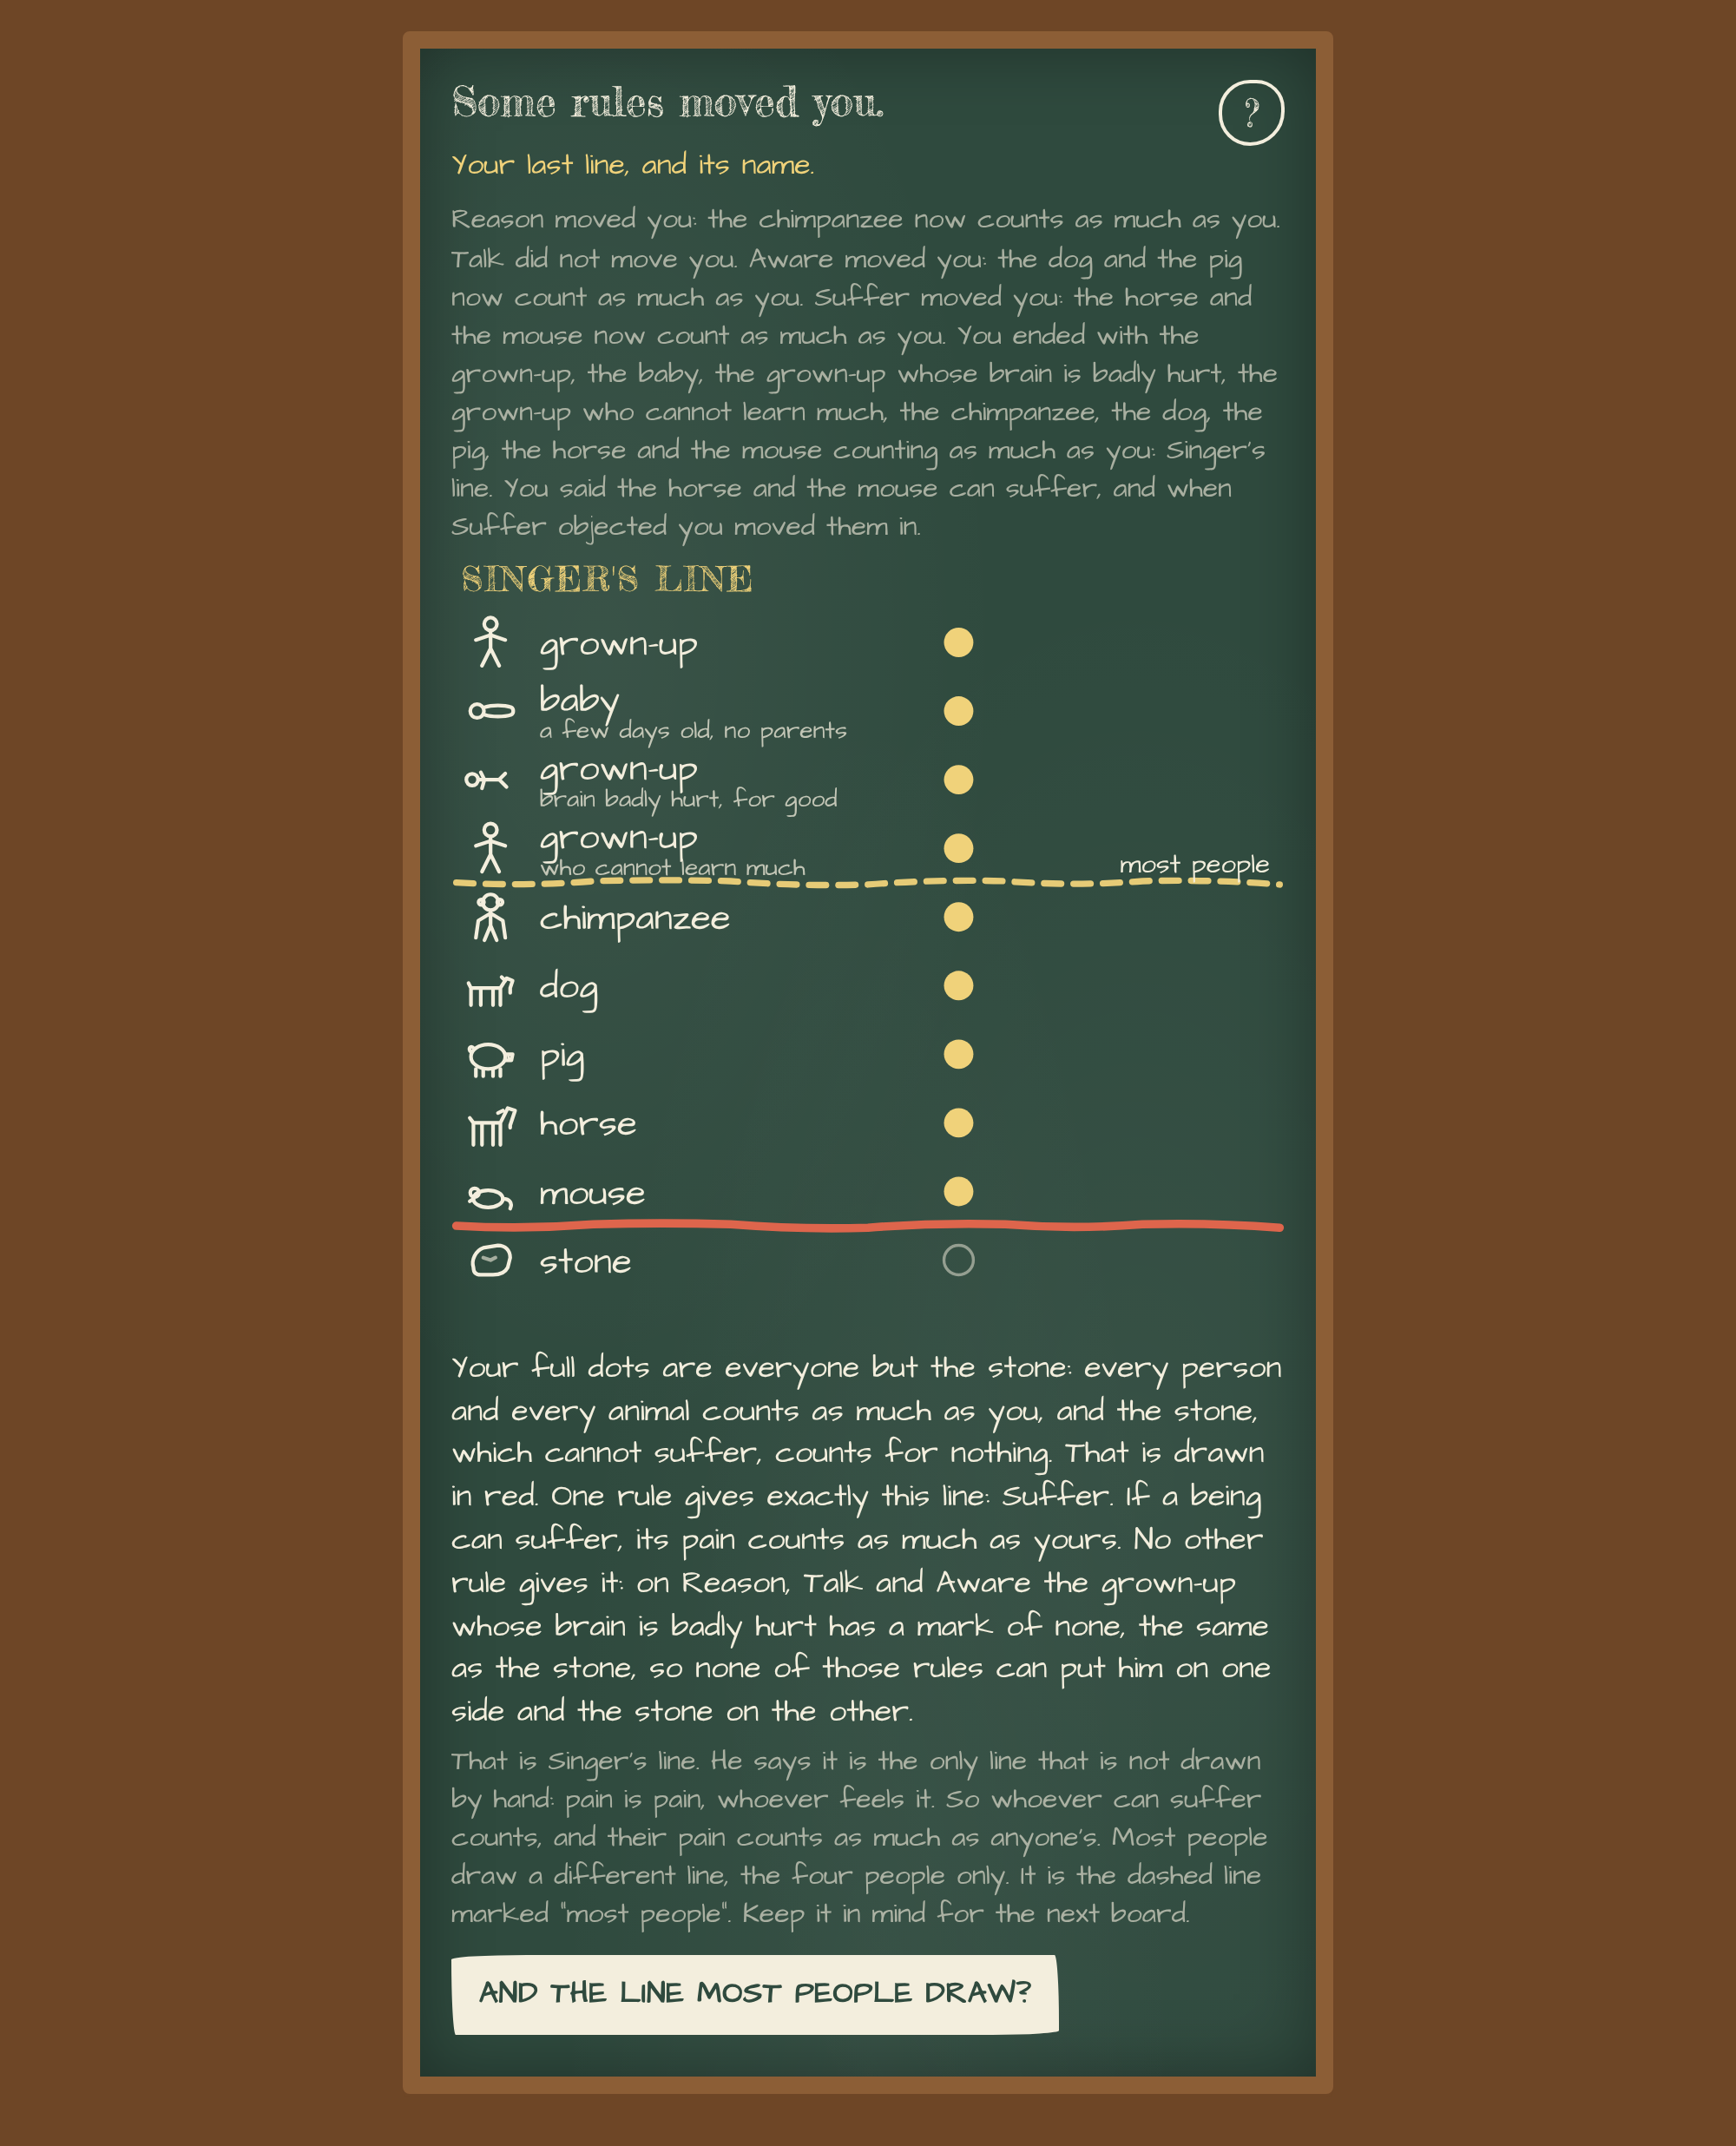 Some rules moved you.
?
Your last line, and its name.
Reason moved you: the chimpanzee now counts as much as you.
Talk did not move you. Aware moved you: the dog and the pig
now count as much as you. Suffer moved you: the horse and
the mouse now count as much as you. You ended with the
grown-up, the baby, the grown-up whose brain is badly hurt, the
grown-up who cannot learn much, the chimpanzee, the dog, the
pig, the horse and the mouse counting as much as you: Singer's
line. You said the horse and the mouse can suffer, and when
Suffer objected you moved them in.
SINGER'S LINE
grown-up
baby
a few days old, no parents
grown-up
brain badly hurt, for good
grown-up
who cannot learn much
most people
chimpanzee
dog
pig
horse
mouse
stone
Your full dots are everyone but the stone: every person
and every animal counts as much as you, and the stone,
which cannot suffer, counts for nothing. That is drawn
in red. One rule gives exactly this line: Suffer. If a being
can suffer, its pain counts as much as yours. No other
rule gives it: on Reason, Talk and Aware the grown-up
whose brain is badly hurt has a mark of none, the same
as the stone, so none of those rules can put him on one
side and the stone on the other.
That is Singer's line. He says it is the only line that is not drawn
by hand: pain is pain, whoever feels it. So whoever can suffer
counts, and their pain counts as much as anyone's. Most people
draw a different line, the four people only. It is the dashed line
marked "most people". Keep it in mind for the next board.
AND THE LINE MOST PEOPLE DRAW?